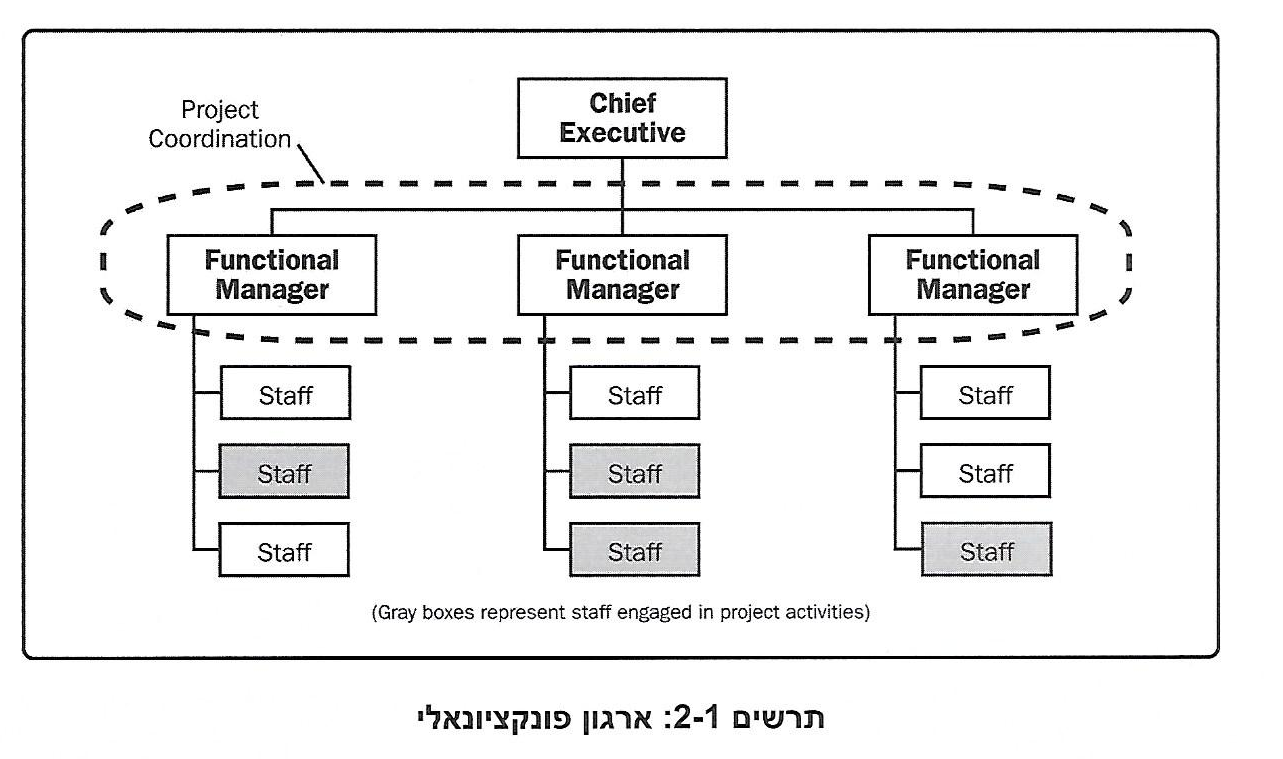 Project
Coordination
Chief
Executive
Functional
Manager
Functional
Manager
Functional
Manager
Staff
Staff
Staff
Staff
Staff
Staff
Staff
Staff
Staff
(Gray boxes represent staff engaged in project activities)
תרשים 2-1: ארגון פונקציונאלי